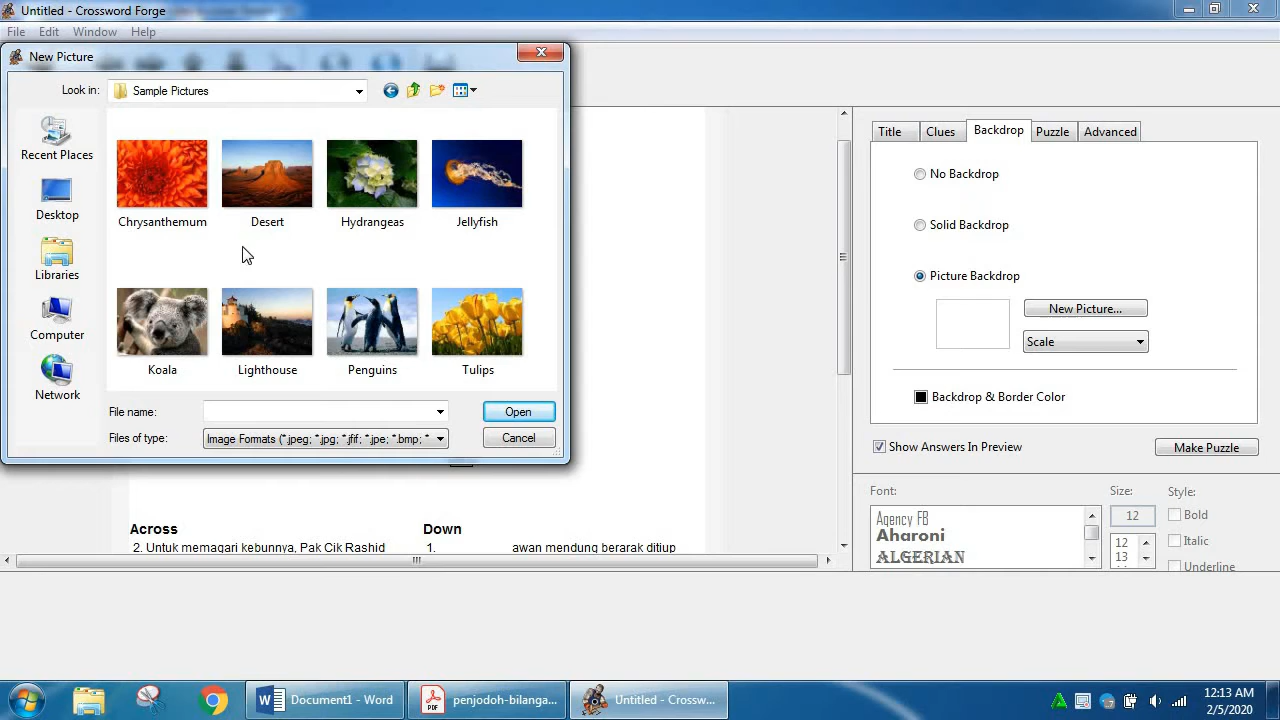 Untitled - Crossword Forge
File Edit Window Help
New Picture
Look in: Sample Pictures
Recent Places
Desktop
Libraries
Computer
Network
Chrysanthemum Desert Hydrangeas Jellyfish
Koala Lighthouse Penguins Tulips
File name: Open
Files of type: Image Formats (*.jpeg; *.jpg; *.jfif; *.jpe; *.bmp; * Cancel
Title Clues Backdrop Puzzle Advanced
No Backdrop
Solid Backdrop
Picture Backdrop
New Picture...
Scale
Backdrop & Border Color
Show Answers In Preview Make Puzzle
Font: Size: Style:
Agency FB 12 Bold
Aharoni Italic
ALGERIAN Underline
12
13
Across Down
2. Untuk memagari kebunnya, Pak Cik Rashid
1. awan mendung berarak ditiup
Document1 - Word
PDF
penjodoh-bilanga...
Untitled - Crossw...
12:13 AM
2/5/2020